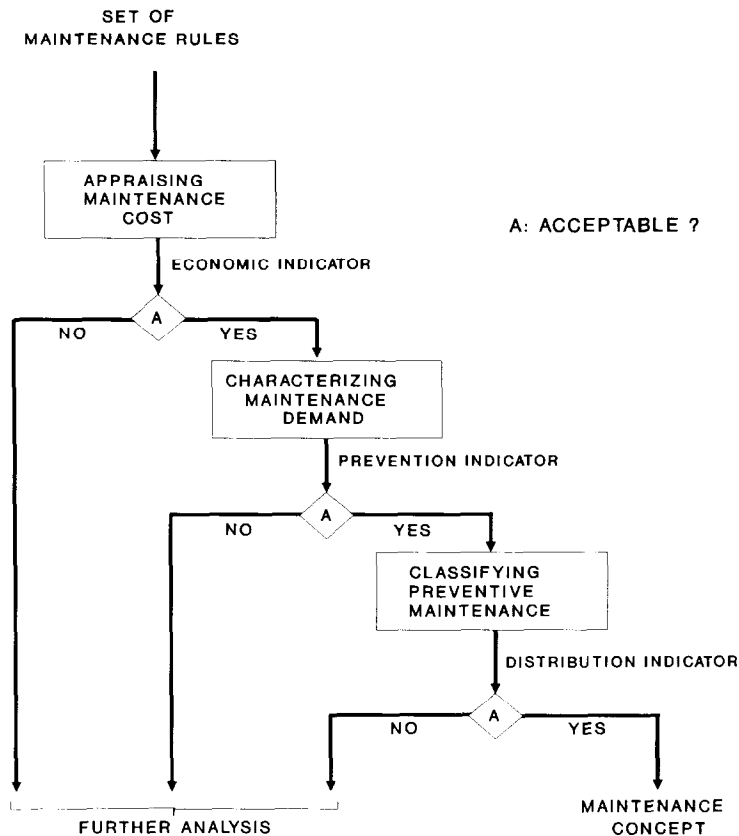 SET OF
MAINTENANCE RULES
APPRAISING
MAINTENANCE
COST
A: ACCEPTABLE ?
ECONOMIC INDICATOR
A
NO
YES
CHARACTERIZING
MAINTENANCE
DEMAND
PREVENTION INDICATOR
A
NO
YES
CLASSIFYING
PREVENTIVE
MAINTENANCE
DISTRIBUTION INDICATOR
A
NO
YES
FURTHER ANALYSIS
MAINTENANCE
CONCEPT